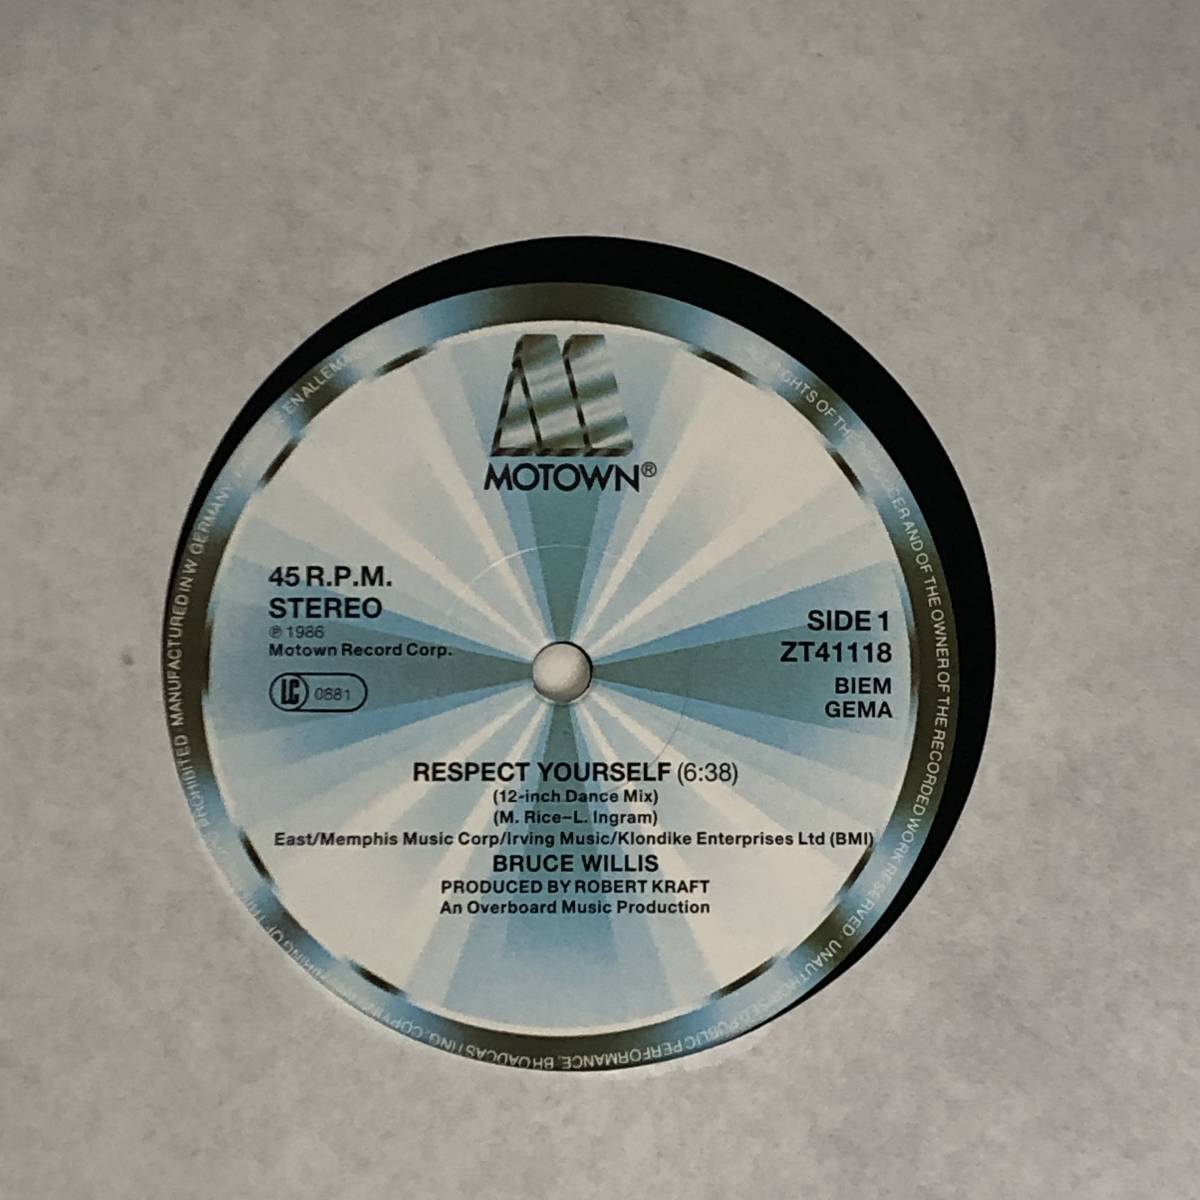 MOTOWN®
45 R.P.M.
STEREO
℗ 1986
Motown Record Corp.
LC 0881
SIDE 1
ZT41118
BIEM
GEMA
RESPECT YOURSELF (6:38)
(12-inch Dance Mix)
(M. Rice–L. Ingram)
East/Memphis Music Corp/Irving Music/Klondike Enterprises Ltd (BMI)
BRUCE WILLIS
PRODUCED BY ROBERT KRAFT
An Overboard Music Production
RIGHTS OF THE PRODUCER AND OF THE OWNER OF THE RECORDED WORK RESERVED. UNAUTHORISED PUBLIC PERFORMANCE, BROADCASTING, COPYING PROHIBITED · MANUFACTURED IN W. GERMANY